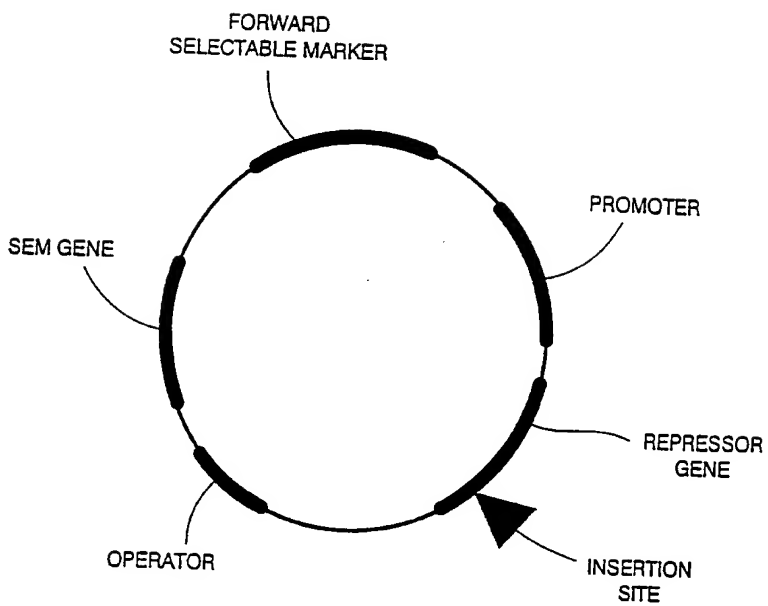 FORWARD
SELECTABLE MARKER
PROMOTER
SEM GENE
REPRESSOR
GENE
OPERATOR
INSERTION
SITE